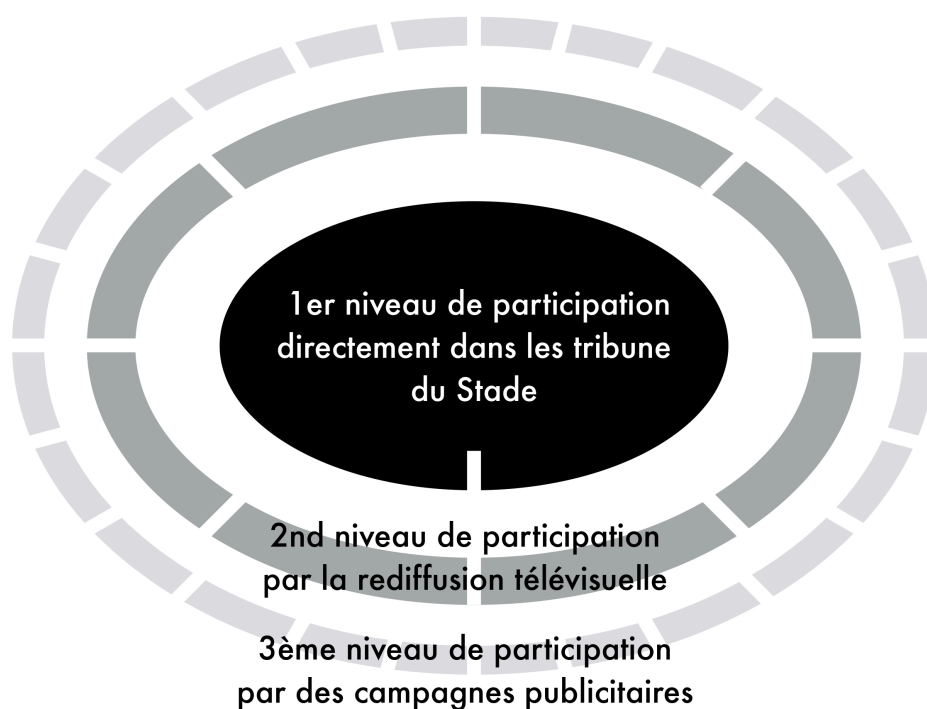 1er niveau de participation
directement dans les tribune
du Stade
2nd niveau de participation
par la rediffusion télévisuelle
3ème niveau de participation
par des campagnes publicitaires